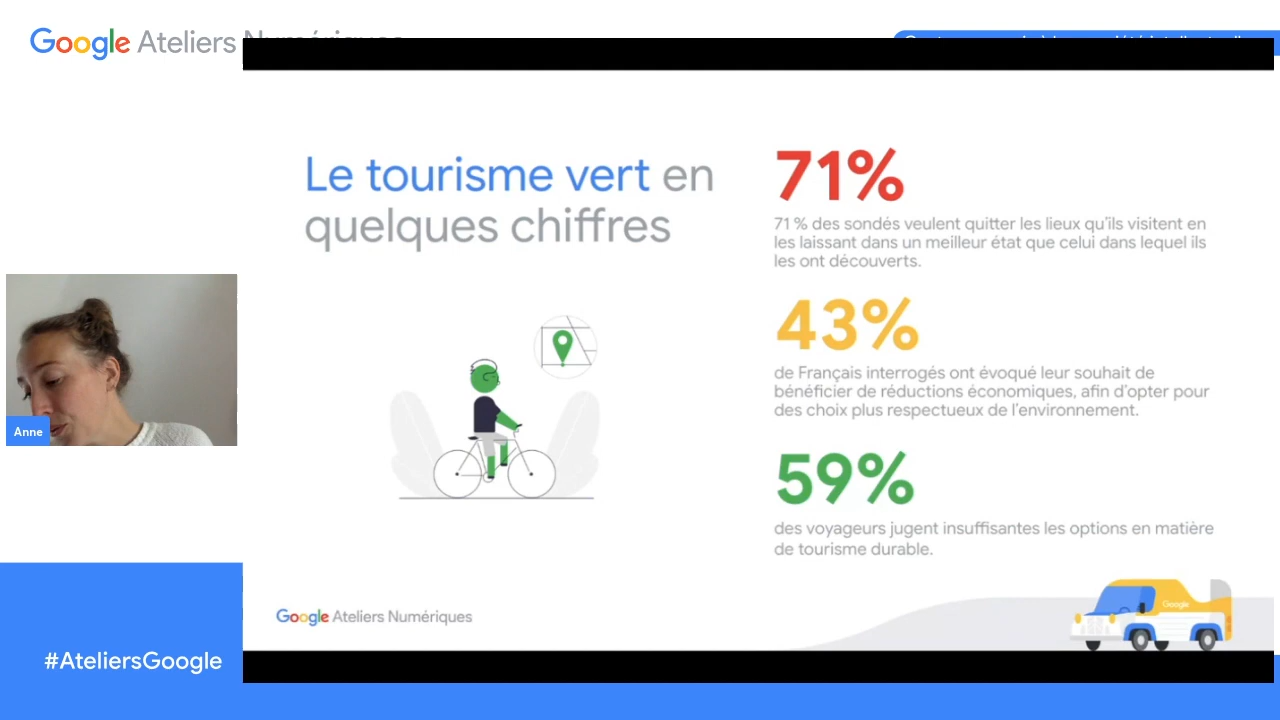 Google Ateliers
Le tourisme vert en
quelques chiffres
71%
71 % des sondés veulent quitter les lieux qu'ils visitent en
les laissant dans un meilleur état que celui dans lequel ils
les ont découverts.
43%
de Français interrogés ont évoqué leur souhait de
bénéficier de réductions économiques, afin d'opter pour
des choix plus respectueux de l'environnement.
59%
des voyageurs jugent insuffisantes les options en matière
de tourisme durable.
Anne
Google Ateliers Numériques
Google
#AteliersGoogle